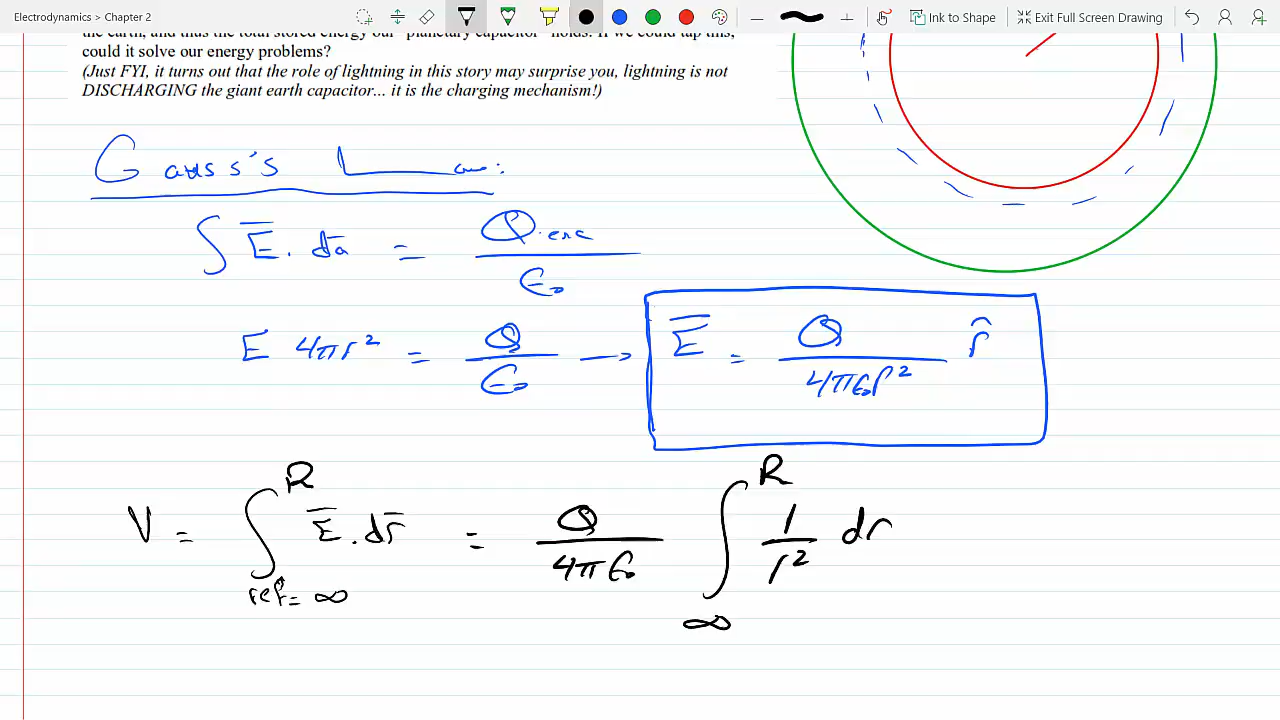 Electrodynamics > Chapter 2
Ink to Shape
Exit Full Screen Drawing
the earth, and thus the total stored energy our "planetary capacitor" holds. If we could tap this,
could it solve our energy problems?
(Just FYI, it turns out that the role of lightning in this story may surprise you, lightning is not
DISCHARGING the giant earth capacitor... it is the charging mechanism!)
Gauss's Law:
∫ E̅ . da̅ = Q enc / ϵ₀
E 4πr² = Q / ϵ₀ → E̅ = Q / 4πϵ₀r² r̂
V = ∫_{ref = ∞}^{R} E̅ . dr̅ = Q / 4πϵ₀ ∫_{∞}^{R} 1 / r² dr